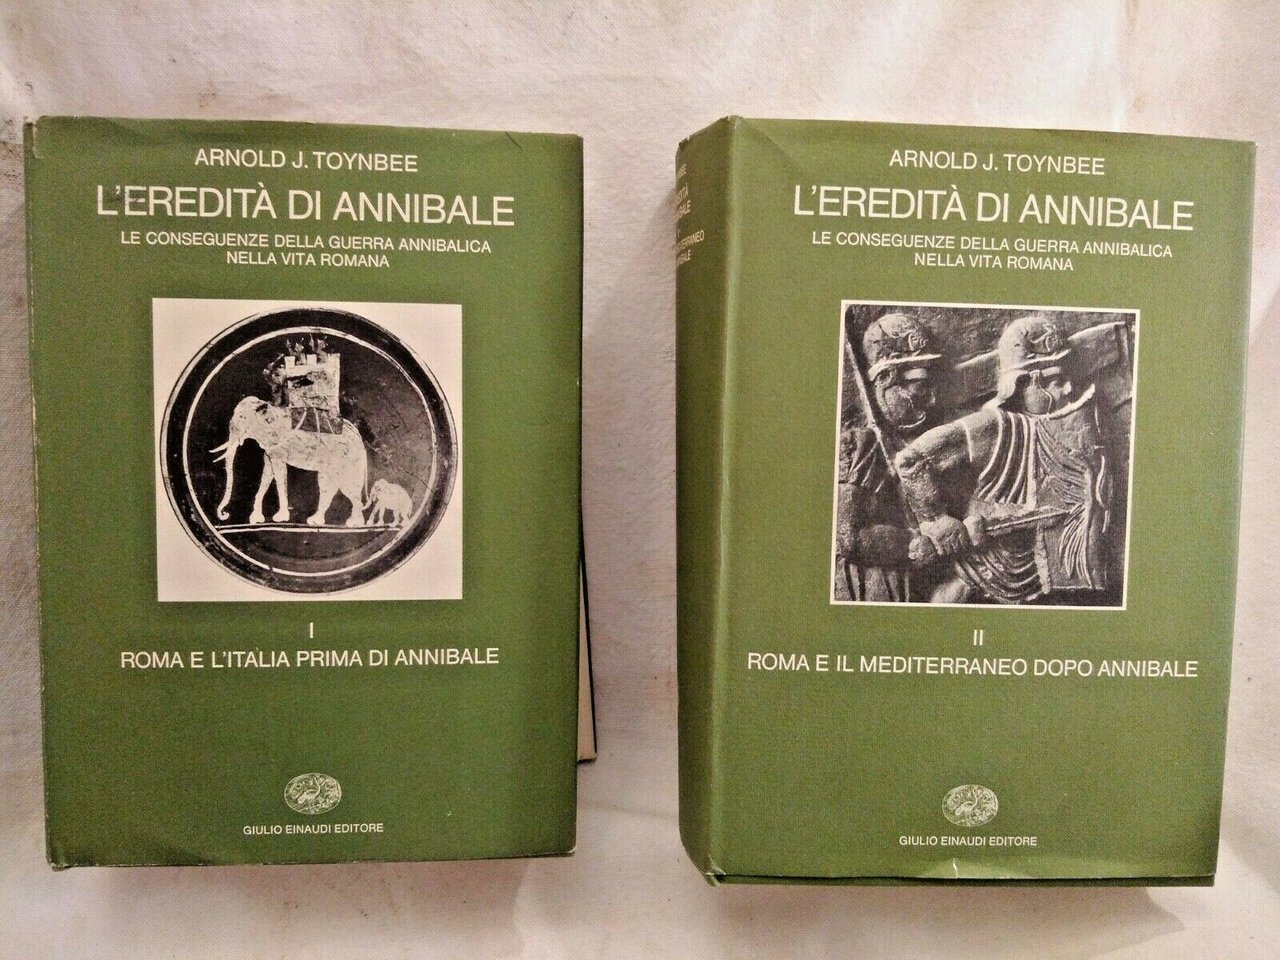 ARNOLD J. TOYNBEE
L'EREDITÀ DI ANNIBALE
LE CONSEGUENZE DELLA GUERRA ANNIBALICA
NELLA VITA ROMANA
I
ROMA E L'ITALIA PRIMA DI ANNIBALE
GIULIO EINAUDI EDITORE
ARNOLD J. TOYNBEE
L'EREDITÀ DI ANNIBALE
LE CONSEGUENZE DELLA GUERRA ANNIBALICA
NELLA VITA ROMANA
II
ROMA E IL MEDITERRANEO DOPO ANNIBALE
GIULIO EINAUDI EDITORE